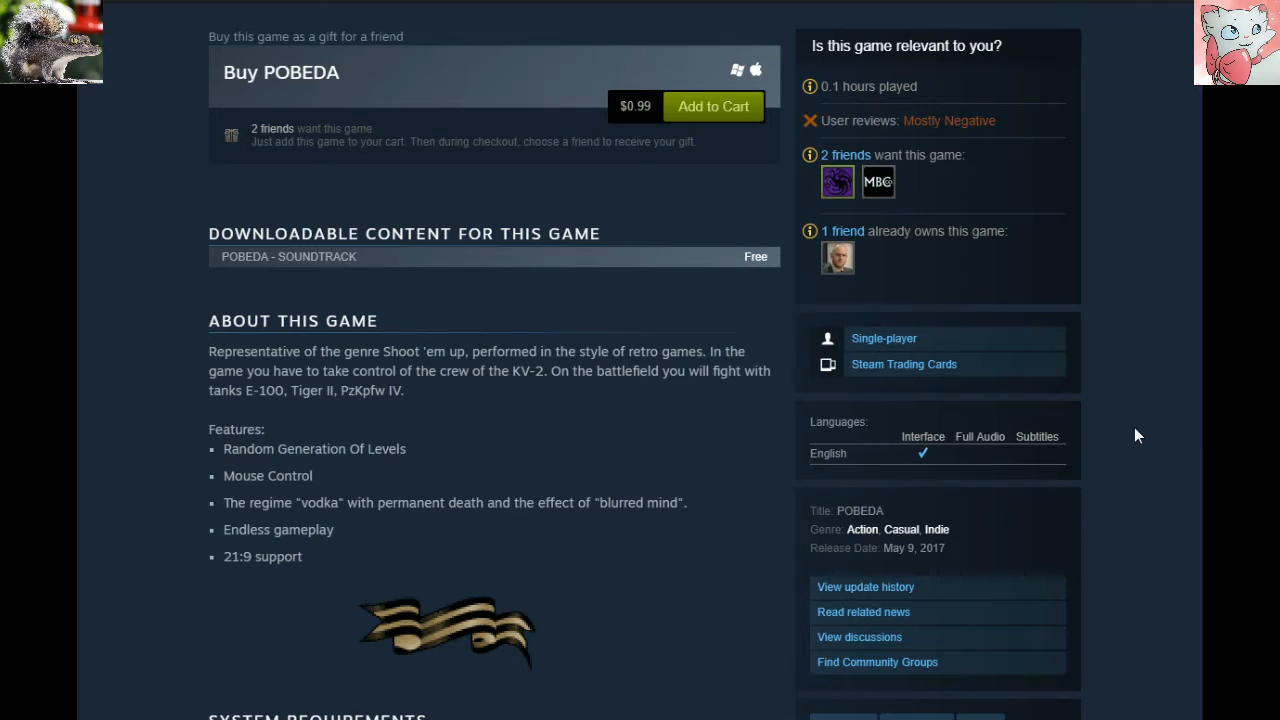 Buy this game as a gift for a friend
Buy POBEDA
$0.99 Add to Cart
2 friends want this game
Just add this game to your cart. Then during checkout, choose a friend to receive your gift.
DOWNLOADABLE CONTENT FOR THIS GAME
POBEDA - SOUNDTRACK Free
ABOUT THIS GAME
Representative of the genre Shoot 'em up, performed in the style of retro games. In the
game you have to take control of the crew of the KV-2. On the battlefield you will fight with
tanks E-100, Tiger II, PzKpfw IV.
Features:
Random Generation Of Levels
Mouse Control
The regime "vodka" with permanent death and the effect of "blurred mind".
Endless gameplay
21:9 support
SYSTEM REQUIREMENTS
Is this game relevant to you?
0.1 hours played
User reviews: Mostly Negative
2 friends want this game:
MBC
1 friend already owns this game:
Single-player
Steam Trading Cards
Languages:
Interface Full Audio Subtitles
English ✓
Title: POBEDA
Genre: Action, Casual, Indie
Release Date: May 9, 2017
View update history
Read related news
View discussions
Find Community Groups